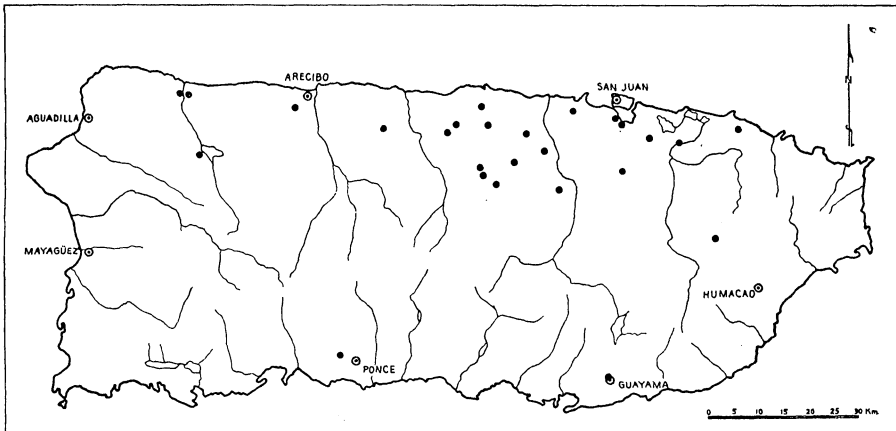 ARECIBO
SAN JUAN
AGUADILLA
N
MAYAGÜEZ
HUMACAO
PONCE
GUAYAMA
0 5 10 15 20 25 30 Km.